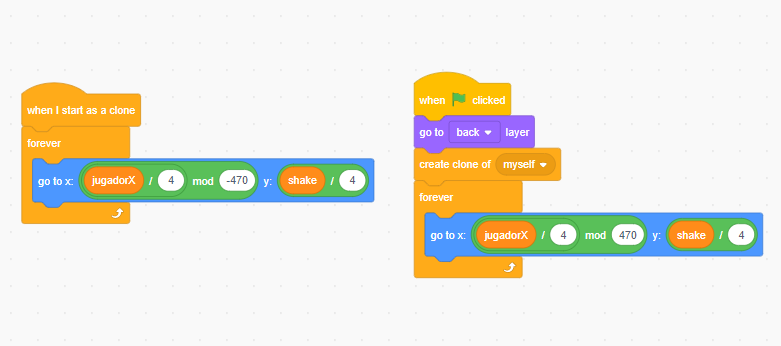 when I start as a clone
forever
go to x: jugadorX / 4 mod -470 y: shake / 4
when clicked
go to back layer
create clone of myself
forever
go to x: jugadorX / 4 mod 470 y: shake / 4